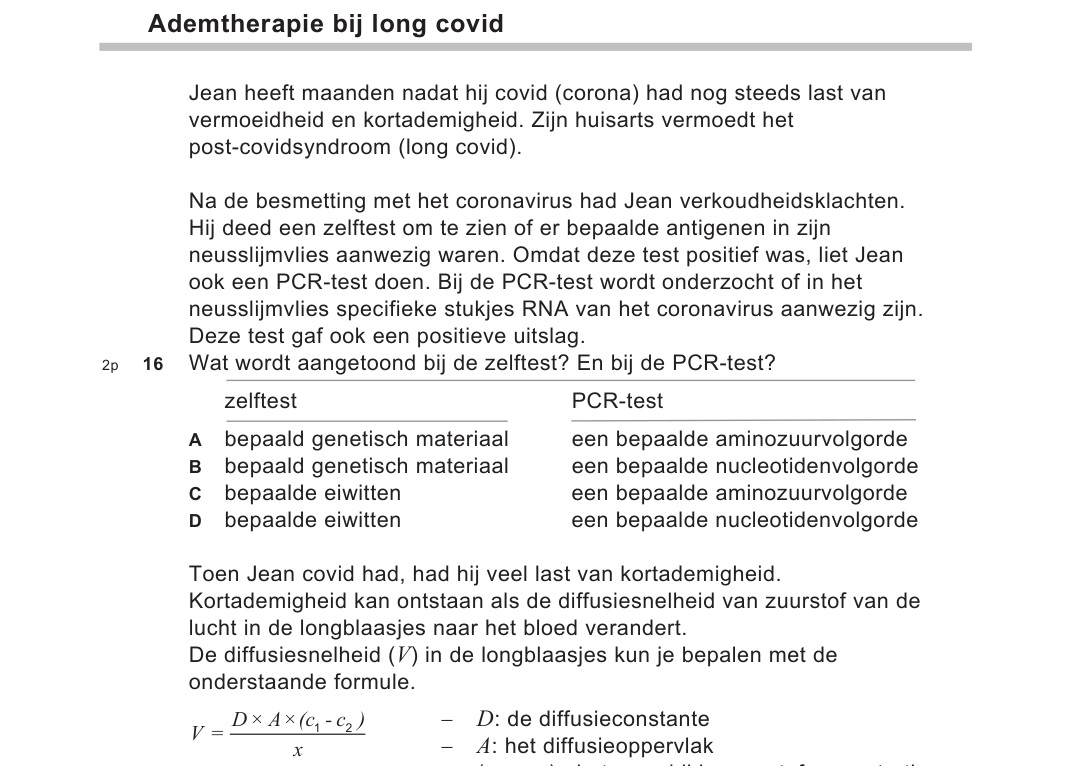 Ademtherapie bij long covid
Jean heeft maanden nadat hij covid (corona) had nog steeds last van
vermoeidheid en kortademigheid. Zijn huisarts vermoedt het
post-covidsyndroom (long covid).
Na de besmetting met het coronavirus had Jean verkoudheidsklachten.
Hij deed een zelftest om te zien of er bepaalde antigenen in zijn
neusslijmvlies aanwezig waren. Omdat deze test positief was, liet Jean
ook een PCR-test doen. Bij de PCR-test wordt onderzocht of in het
neusslijmvlies specifieke stukjes RNA van het coronavirus aanwezig zijn.
Deze test gaf ook een positieve uitslag.
2p 16 Wat wordt aangetoond bij de zelftest? En bij de PCR-test?
zelftest PCR-test
A bepaald genetisch materiaal een bepaalde aminozuurvolgorde
B bepaald genetisch materiaal een bepaalde nucleotidenvolgorde
C bepaalde eiwitten een bepaalde aminozuurvolgorde
D bepaalde eiwitten een bepaalde nucleotidenvolgorde
Toen Jean covid had, had hij veel last van kortademigheid.
Kortademigheid kan ontstaan als de diffusiesnelheid van zuurstof van de
lucht in de longblaasjes naar het bloed verandert.
De diffusiesnelheid (V) in de longblaasjes kun je bepalen met de
onderstaande formule.
V = D × A × (c₁ - c₂) / x
– D: de diffusieconstante
– A: het diffusieoppervlak